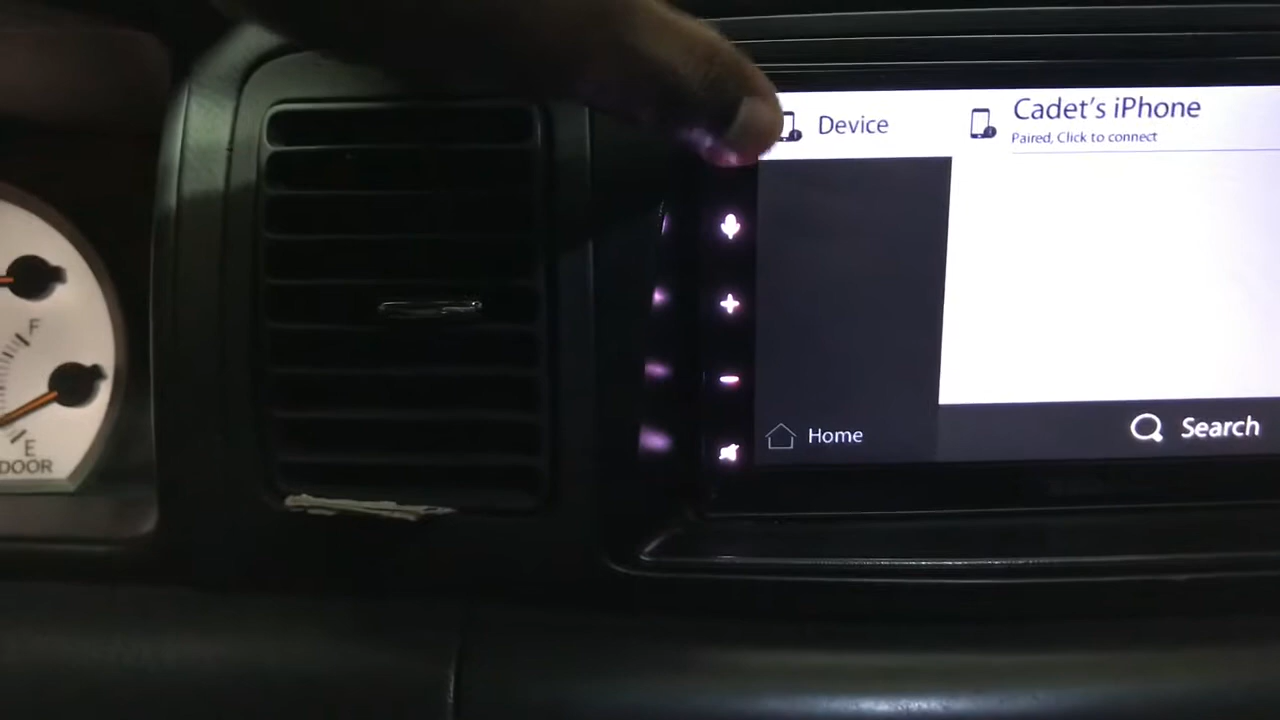 Device
Cadet's iPhone
Paired, Click to connect
Home
Search
F
E
DOOR